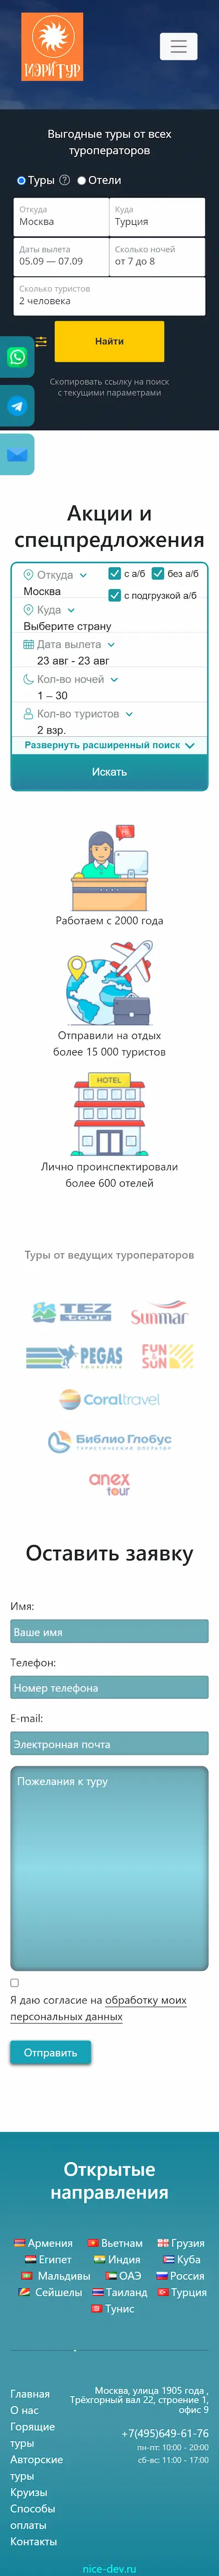 МЭРИТУР
Выгодные туры от всех
туроператоров
Туры ? Отели
Откуда
Москва
Куда
Турция
Даты вылета
05.09 — 07.09
Сколько ночей
от 7 до 8
Сколько туристов
2 человека
Найти
Скопировать ссылку на поиск
с текущими параметрами
Акции и
спецпредложения
Откуда
Москва
с а/б
без а/б
с подгрузкой а/б
Куда
Выберите страну
Дата вылета
23 авг - 23 авг
Кол-во ночей
1 – 30
Кол-во туристов
2 взр.
Развернуть расширенный поиск
Искать
Работаем с 2000 года
Отправили на отдых
более 15 000 туристов
HOTEL
Лично проинспектировали
более 600 отелей
Туры от ведущих туроператоров
TEZ TOUR
Sunmar
PEGAS
TOURISTIK
FUN&SUN
Coral travel
Библио Глобус
ТУРИСТИЧЕСКИЙ ОПЕРАТОР
anex tour
Оставить заявку
Имя:
Ваше имя
Телефон:
Номер телефона
E-mail:
Электронная почта
Пожелания к туру
Я даю согласие на обработку моих
персональных данных
Отправить
Открытые
направления
Армения Вьетнам Грузия
Египет Индия Куба
Мальдивы ОАЭ Россия
Сейшелы Таиланд Турция
Тунис
Главная
О нас
Горящие
туры
Авторские
туры
Круизы
Способы
оплаты
Контакты
Москва, улица 1905 года ,
Трёхгорный вал 22, строение 1,
офис 9
+7(495)649-61-76
пн-пт: 10:00 - 20:00
сб-вс: 11:00 - 17:00
nice-dev.ru